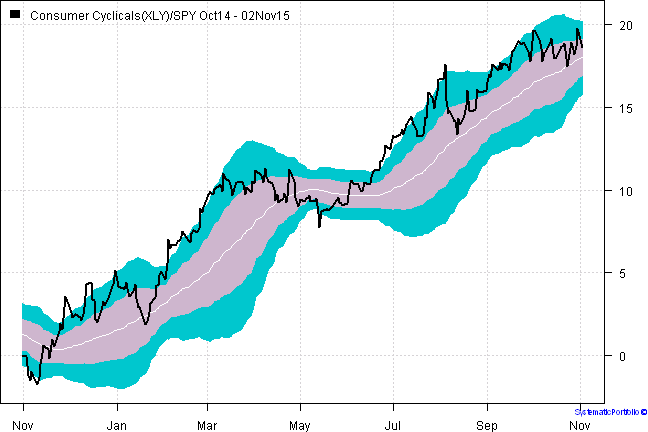 Consumer Cyclicals(XLY)/SPY Oct14 - 02Nov15
20
15
10
5
0
Nov Jan Mar May Jul Sep Nov
SystematicPortfolio ©